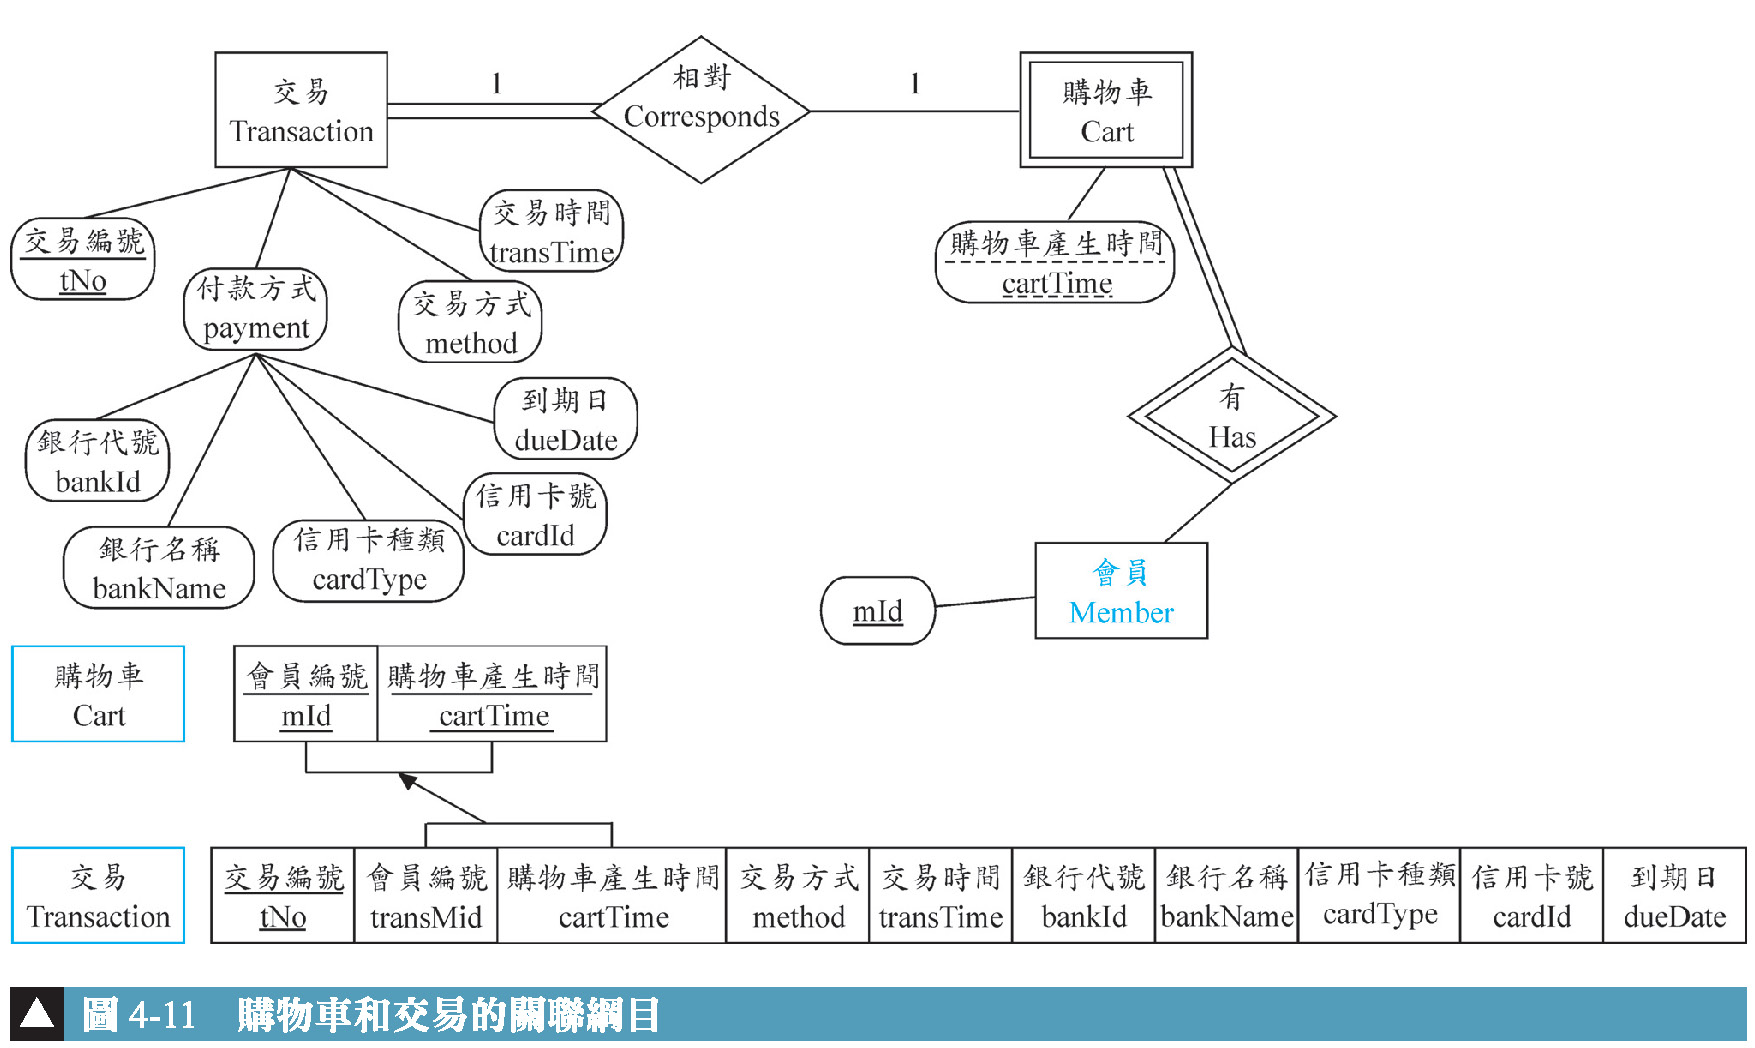 交易
Transaction
1
相對
Corresponds
1
購物車
Cart
交易編號
tNo
付款方式
payment
交易方式
method
交易時間
transTime
購物車產生時間
cartTime
銀行代號
bankId
銀行名稱
bankName
信用卡種類
cardType
信用卡號
cardId
到期日
dueDate
有
Has
mId
會員
Member
購物車
Cart
會員編號
mId
購物車產生時間
cartTime
交易
Transaction
交易編號
tNo
會員編號
transMid
購物車產生時間
cartTime
交易方式
method
交易時間
transTime
銀行代號
bankId
銀行名稱
bankName
信用卡種類
cardType
信用卡號
cardId
到期日
dueDate
▲ 圖 4-11 購物車和交易的關聯綱目